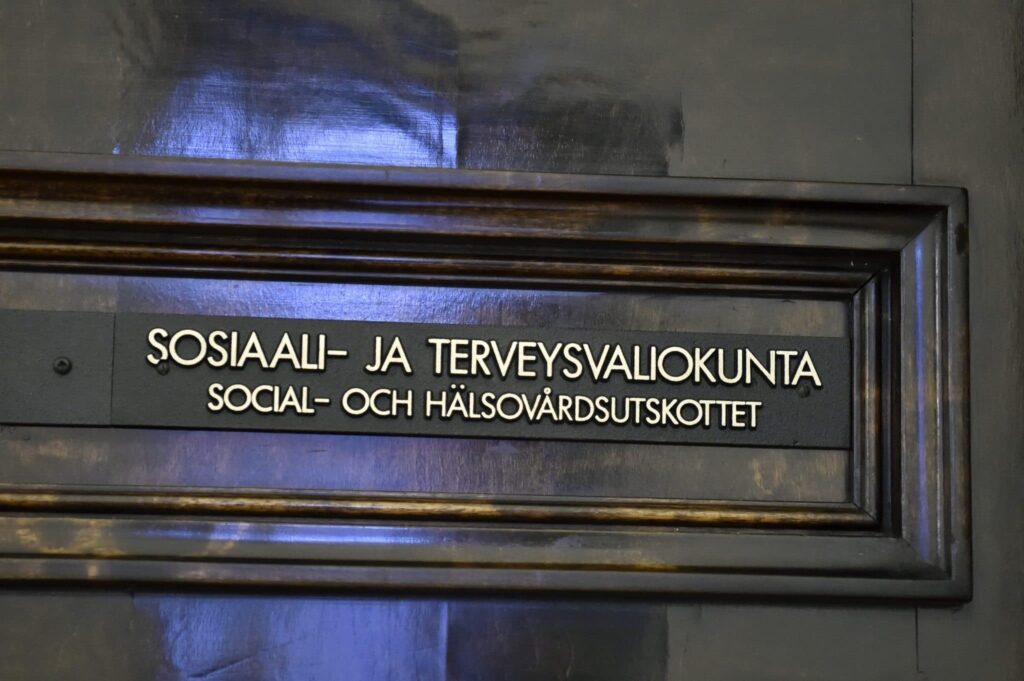 SOSIAALI- JA TERVEYSVALIOKUNTA
SOCIAL- OCH HÄLSOVÅRDSUTSKOTTET